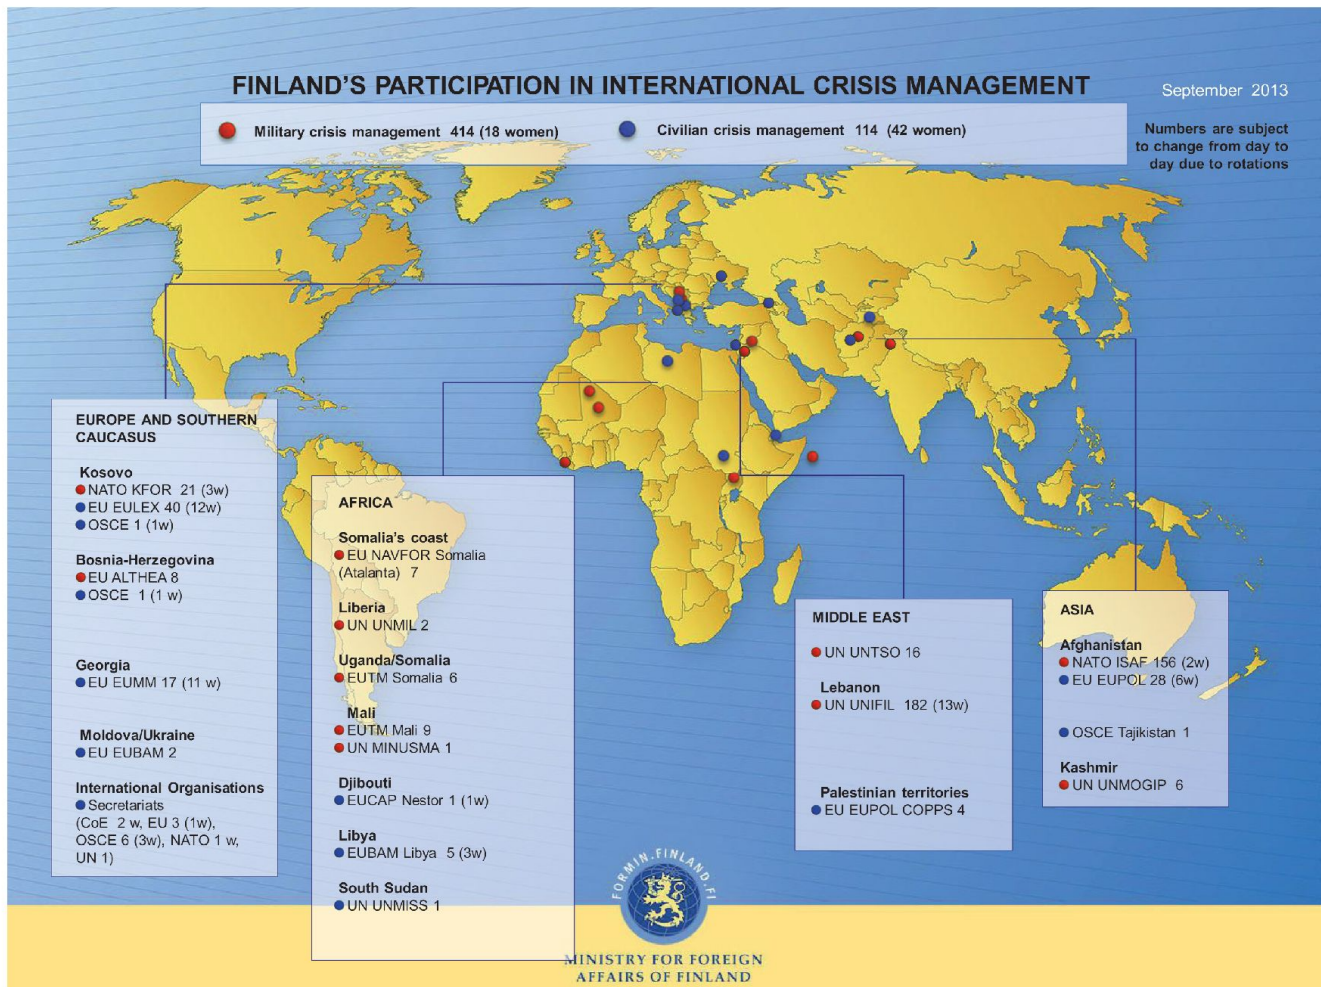 FINLAND'S PARTICIPATION IN INTERNATIONAL CRISIS MANAGEMENT
September 2013
Military crisis management 414 (18 women)
Civilian crisis management 114 (42 women)
Numbers are subject
to change from day to
day due to rotations
EUROPE AND SOUTHERN
CAUCASUS
Kosovo
NATO KFOR 21 (3w)
EU EULEX 40 (12w)
OSCE 1 (1w)
Bosnia-Herzegovina
EU ALTHEA 8
OSCE 1 (1 w)
Georgia
EU EUMM 17 (11 w)
Moldova/Ukraine
EU EUBAM 2
International Organisations
Secretariats
(CoE 2 w, EU 3 (1w),
OSCE 6 (3w), NATO 1 w,
UN 1)
AFRICA
Somalia's coast
EU NAVFOR Somalia
(Atalanta) 7
Liberia
UN UNMIL 2
Uganda/Somalia
EUTM Somalia 6
Mali
EUTM Mali 9
UN MINUSMA 1
Djibouti
EUCAP Nestor 1 (1w)
Libya
EUBAM Libya 5 (3w)
South Sudan
UN UNMISS 1
MIDDLE EAST
UN UNTSO 16
Lebanon
UN UNIFIL 182 (13w)
Palestinian territories
EU EUPOL COPPS 4
ASIA
Afghanistan
NATO ISAF 156 (2w)
EU EUPOL 28 (6w)
OSCE Tajikistan 1
Kashmir
UN UNMOGIP 6
FORMIN.FINLAND.FI
MINISTRY FOR FOREIGN
AFFAIRS OF FINLAND